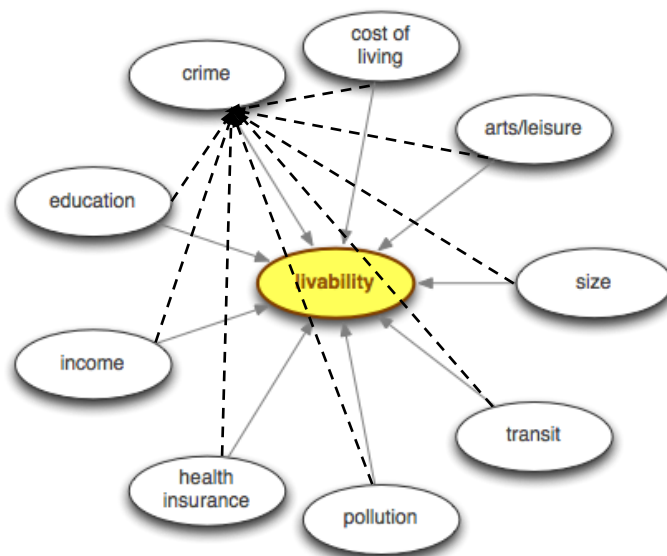 cost of
living
crime
arts/leisure
education
livability
size
income
transit
health
insurance
pollution